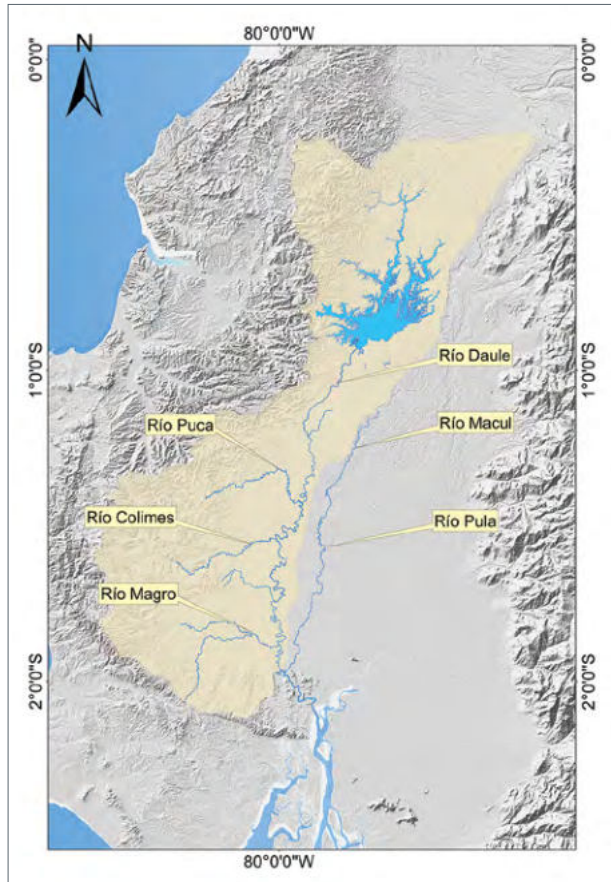 80°0'0"W
N
0°0'0"
0°0'0"
Río Daule
1°0'0"S
1°0'0"S
Río Puca
Río Macul
Río Colimes
Río Pula
Río Magro
2°0'0"S
2°0'0"S
80°0'0"W